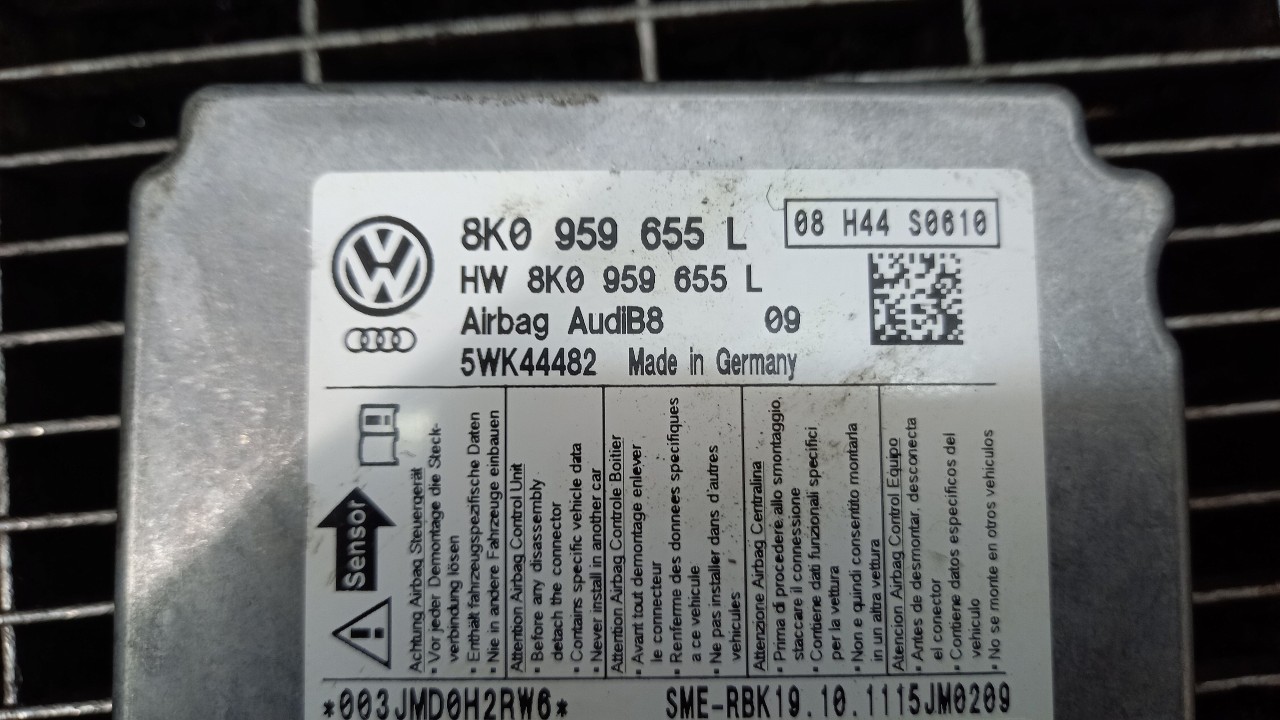 8K0 959 655 L
08 H44 S0610
HW 8K0 959 655 L
Airbag AudiB8 09
5WK44482 Made in Germany
Sensor
Achtung Airbag Steuergerät
• Vor jeder Demontage die Steck-
verbindung lösen
• Enthält fahrzeugspezifische Daten
• Nie in andere Fahrzeuge einbauen
Attention Airbag Control Unit
• Before any disassembly
detach the connector
• Contains specific vehicle data
• Never install in another car
Attention Airbag Controle Boitier
• Avant tout demontage enlever
le connecteur
• Renferme des donnees specifiques
a ce vehicule
• Ne pas installer dans d'autres
vehicules
Attenzione Airbag Centralina
• Prima di procedere allo smontaggio,
staccare il connessione
• Contiene dati funzionali specifici
per la vettura
• Non e quindi consentito montarla
in un altra vettura
Atencion Airbag Control Equipo
• Antes de desmontar, desconecta
el conector
• Contiene datos especificos del
vehiculo
• No se monte en otros vehiculos
*003JMD0H2RW6* SME-RBK19.10.1115JM0209